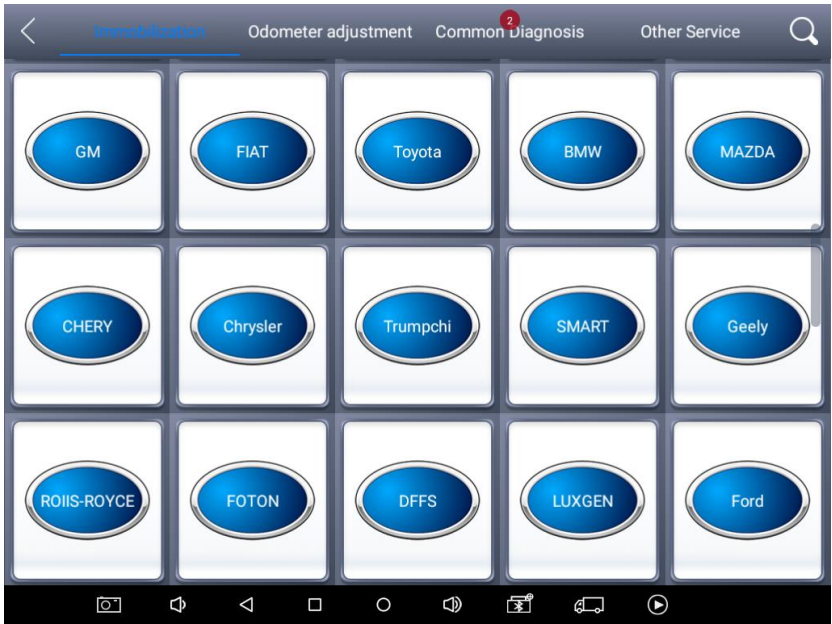 Immobilization Odometer adjustment Common Diagnosis Other Service
2
GM FIAT Toyota BMW MAZDA
CHERY Chrysler Trumpchi SMART Geely
ROIIS-ROYCE FOTON DFFS LUXGEN Ford